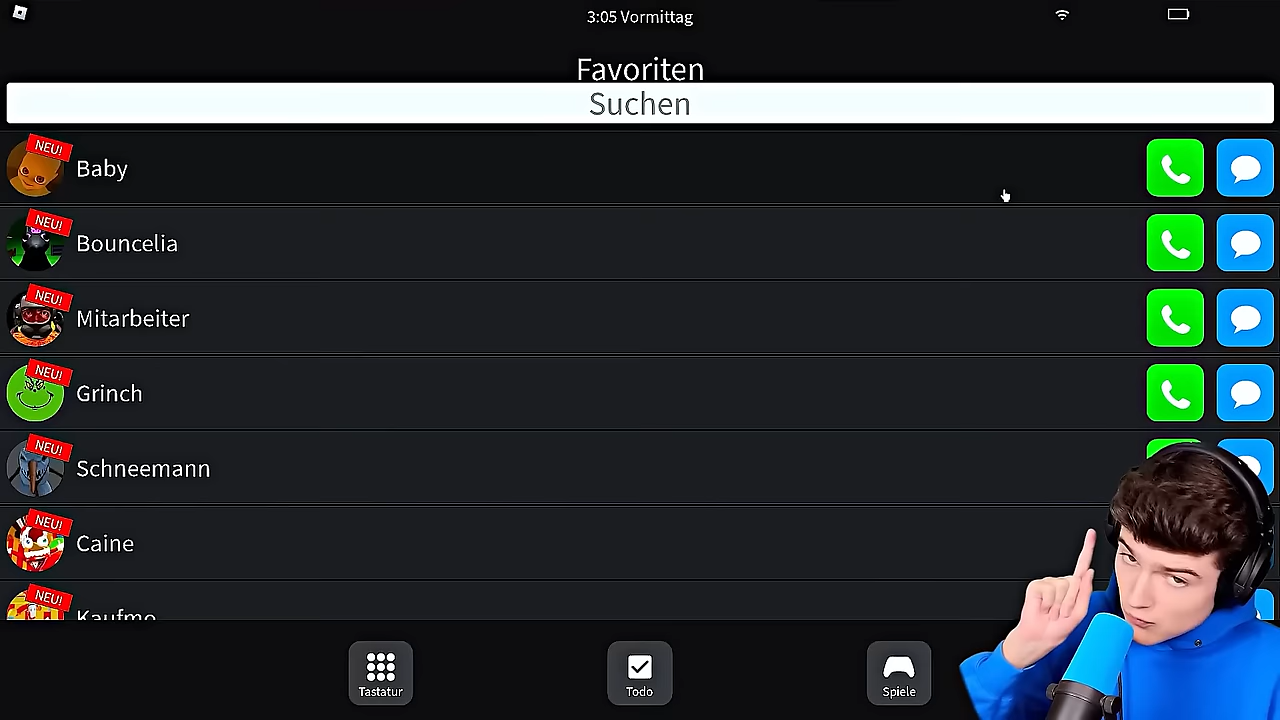 3:05 Vormittag
Favoriten
Suchen
NEU!
Baby
NEU!
Bouncelia
NEU!
Mitarbeiter
NEU!
Grinch
NEU!
Schneemann
NEU!
Caine
NEU!
Kaufmo
Tastatur
Todo
Spiele